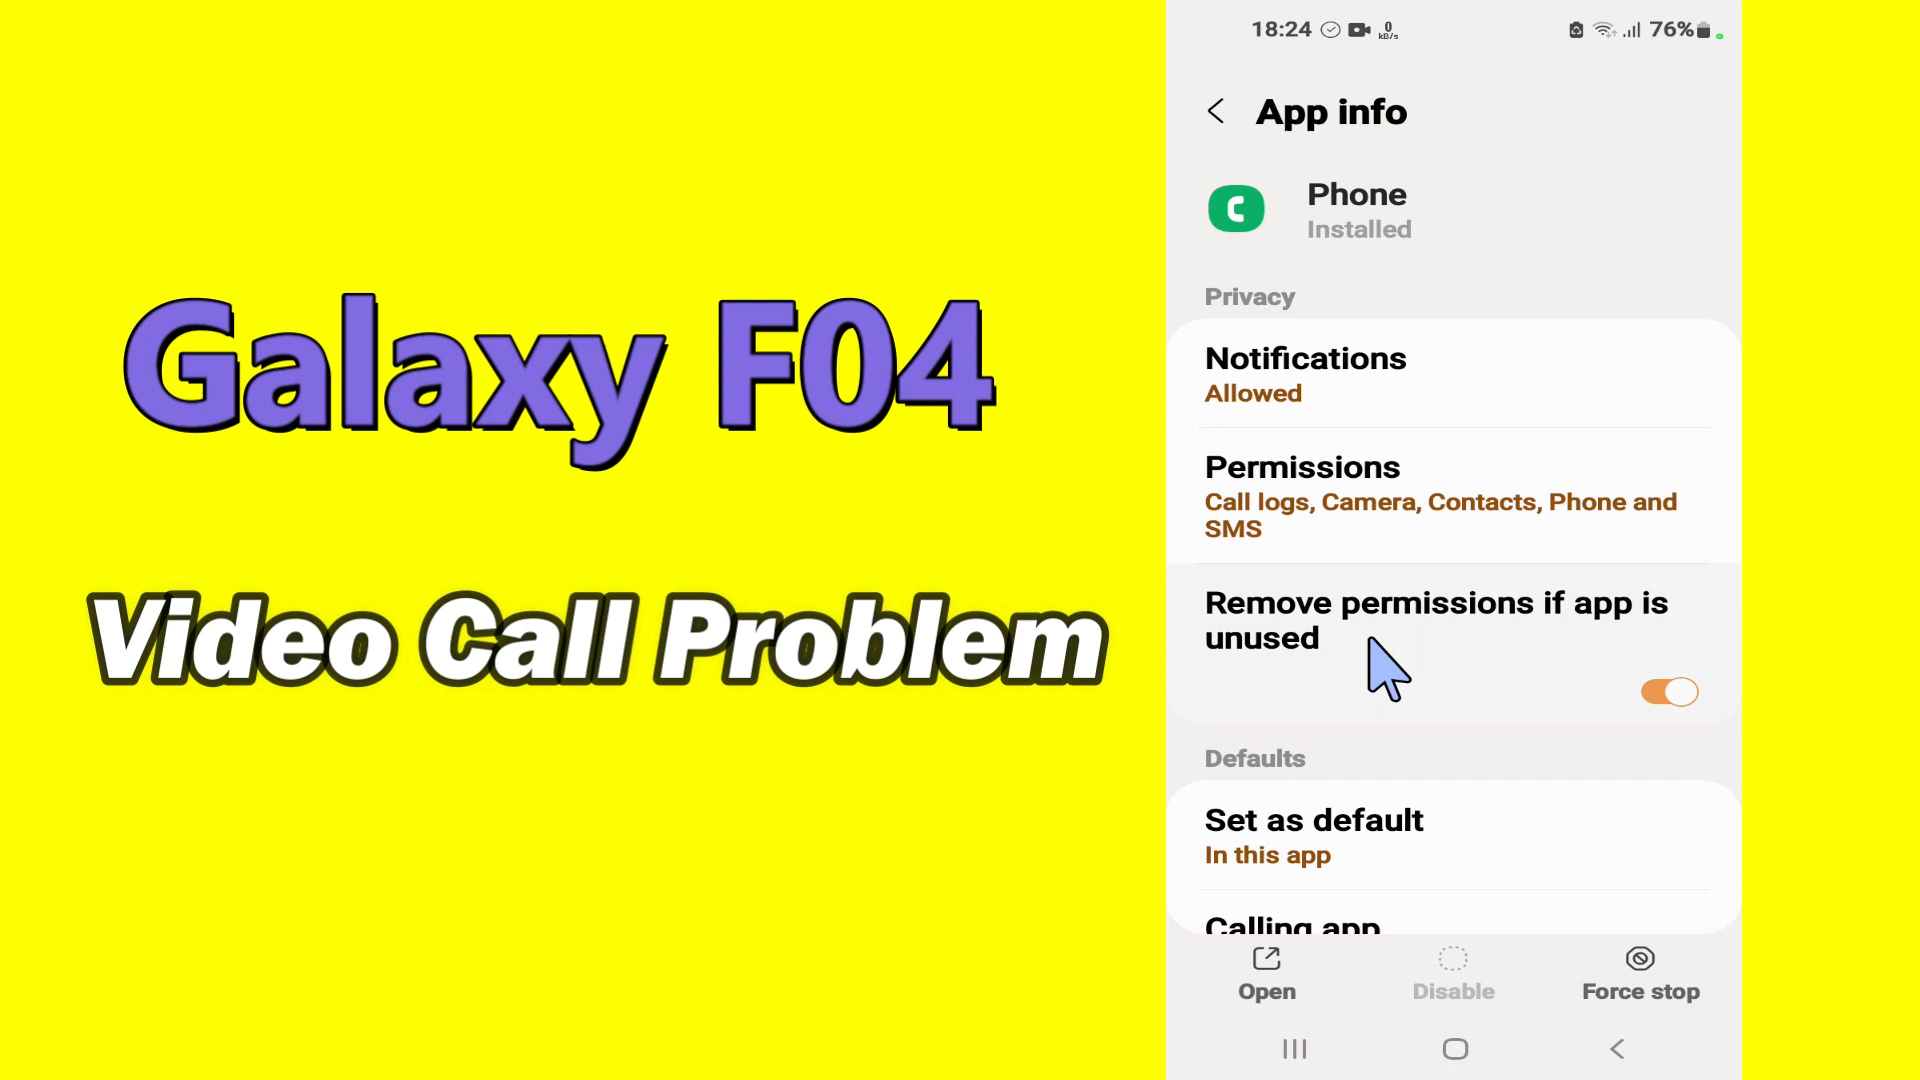 Galaxy F04
Video Call Problem
18:24
0
kB/s
76%
App info
Phone
Installed
Privacy
Notifications
Allowed
Permissions
Call logs, Camera, Contacts, Phone and
SMS
Remove permissions if app is
unused
Defaults
Set as default
In this app
Calling app
Open
Disable
Force stop